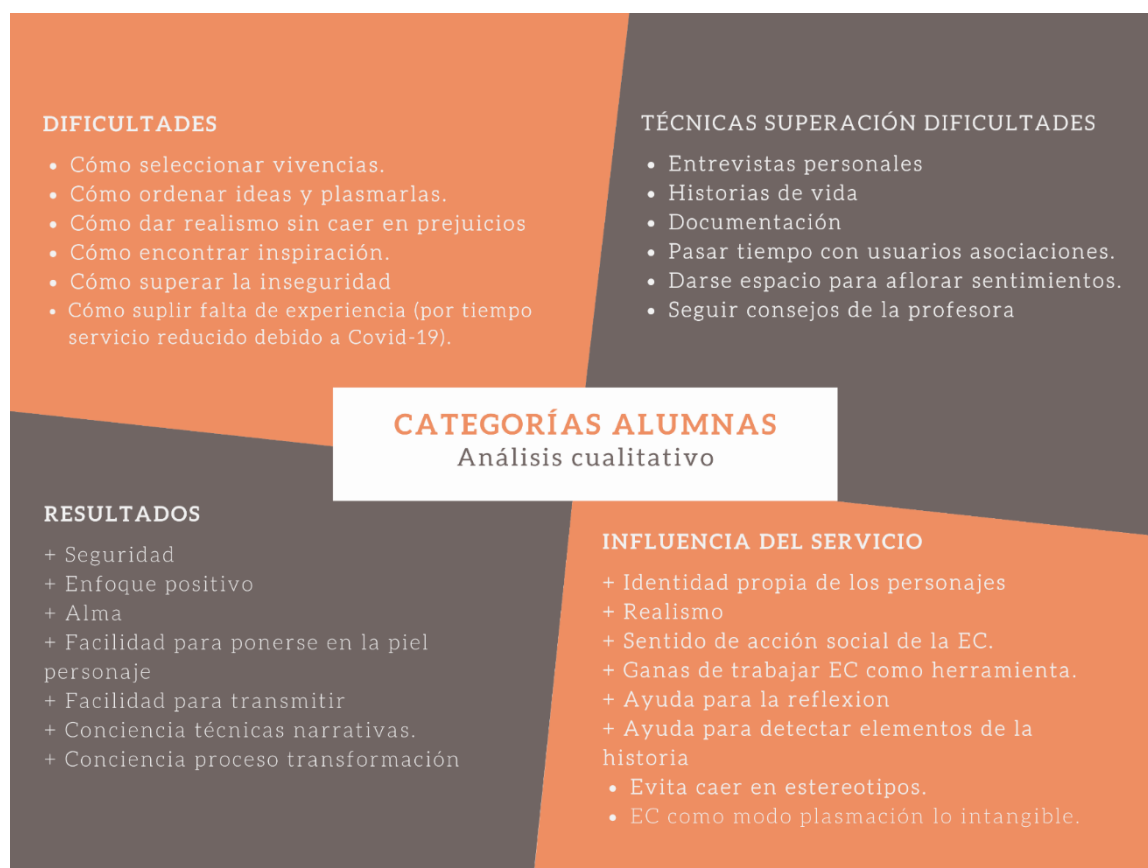 DIFICULTADES
• Cómo seleccionar vivencias.
• Cómo ordenar ideas y plasmarlas.
• Cómo dar realismo sin caer en prejuicios
• Cómo encontrar inspiración.
• Cómo superar la inseguridad
• Cómo suplir falta de experiencia (por tiempo
servicio reducido debido a Covid-19).
TÉCNICAS SUPERACIÓN DIFICULTADES
• Entrevistas personales
• Historias de vida
• Documentación
• Pasar tiempo con usuarios asociaciones.
• Darse espacio para aflorar sentimientos.
• Seguir consejos de la profesora
CATEGORÍAS ALUMNAS
Análisis cualitativo
RESULTADOS
+ Seguridad
+ Enfoque positivo
+ Alma
+ Facilidad para ponerse en la piel
personaje
+ Facilidad para transmitir
+ Conciencia técnicas narrativas.
+ Conciencia proceso transformación
INFLUENCIA DEL SERVICIO
+ Identidad propia de los personajes
+ Realismo
+ Sentido de acción social de la EC.
+ Ganas de trabajar EC como herramienta.
+ Ayuda para la reflexion
+ Ayuda para detectar elementos de la
historia
• Evita caer en estereotipos.
• EC como modo plasmación lo intangible.